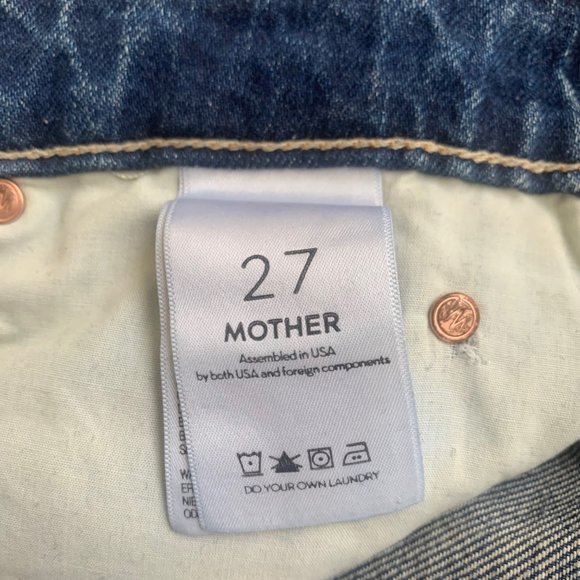 27
MOTHER
Assembled in USA
by both USA and foreign components
DO YOUR OWN LAUNDRY